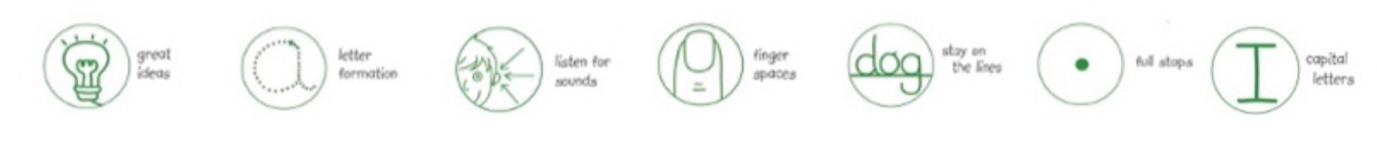 great
ideas
a
letter
formation
listen for
sounds
finger
spaces
dog
stay on
the lines
full stops
I
capital
letters